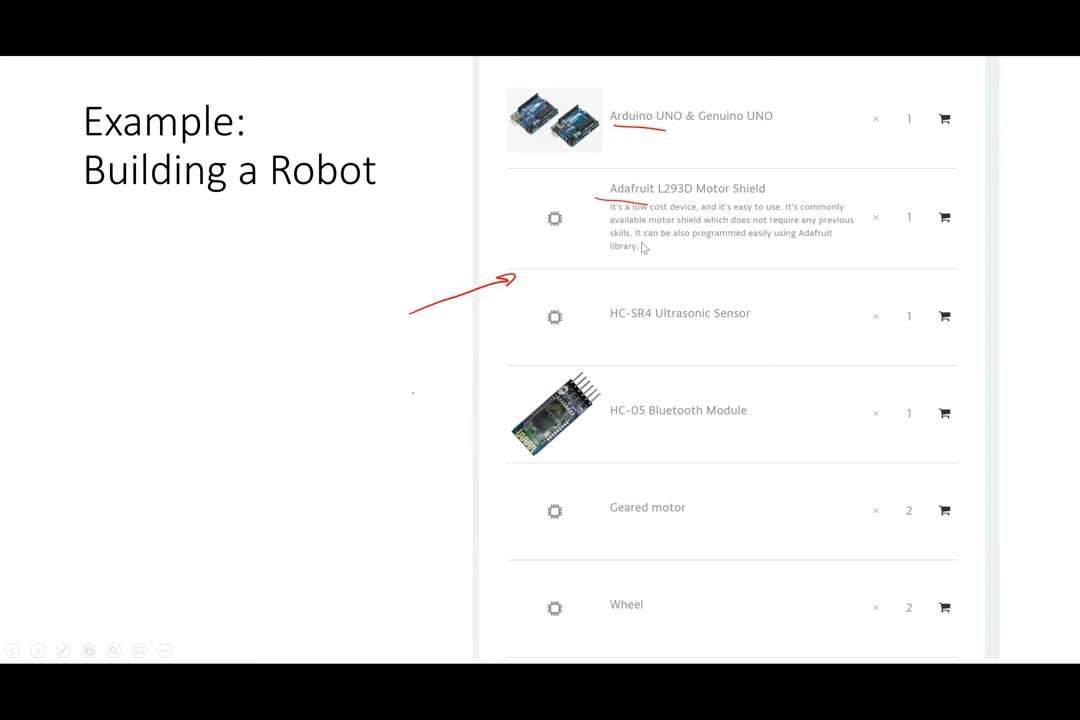 Example:
Building a Robot
Arduino UNO & Genuino UNO × 1
Adafruit L293D Motor Shield
It's a low cost device, and it's easy to use. It's commonly
available motor shield which does not require any previous × 1
skills. It can be also programmed easily using Adafruit
library.
HC-SR4 Ultrasonic Sensor × 1
HC-05 Bluetooth Module × 1
Geared motor × 2
Wheel × 2